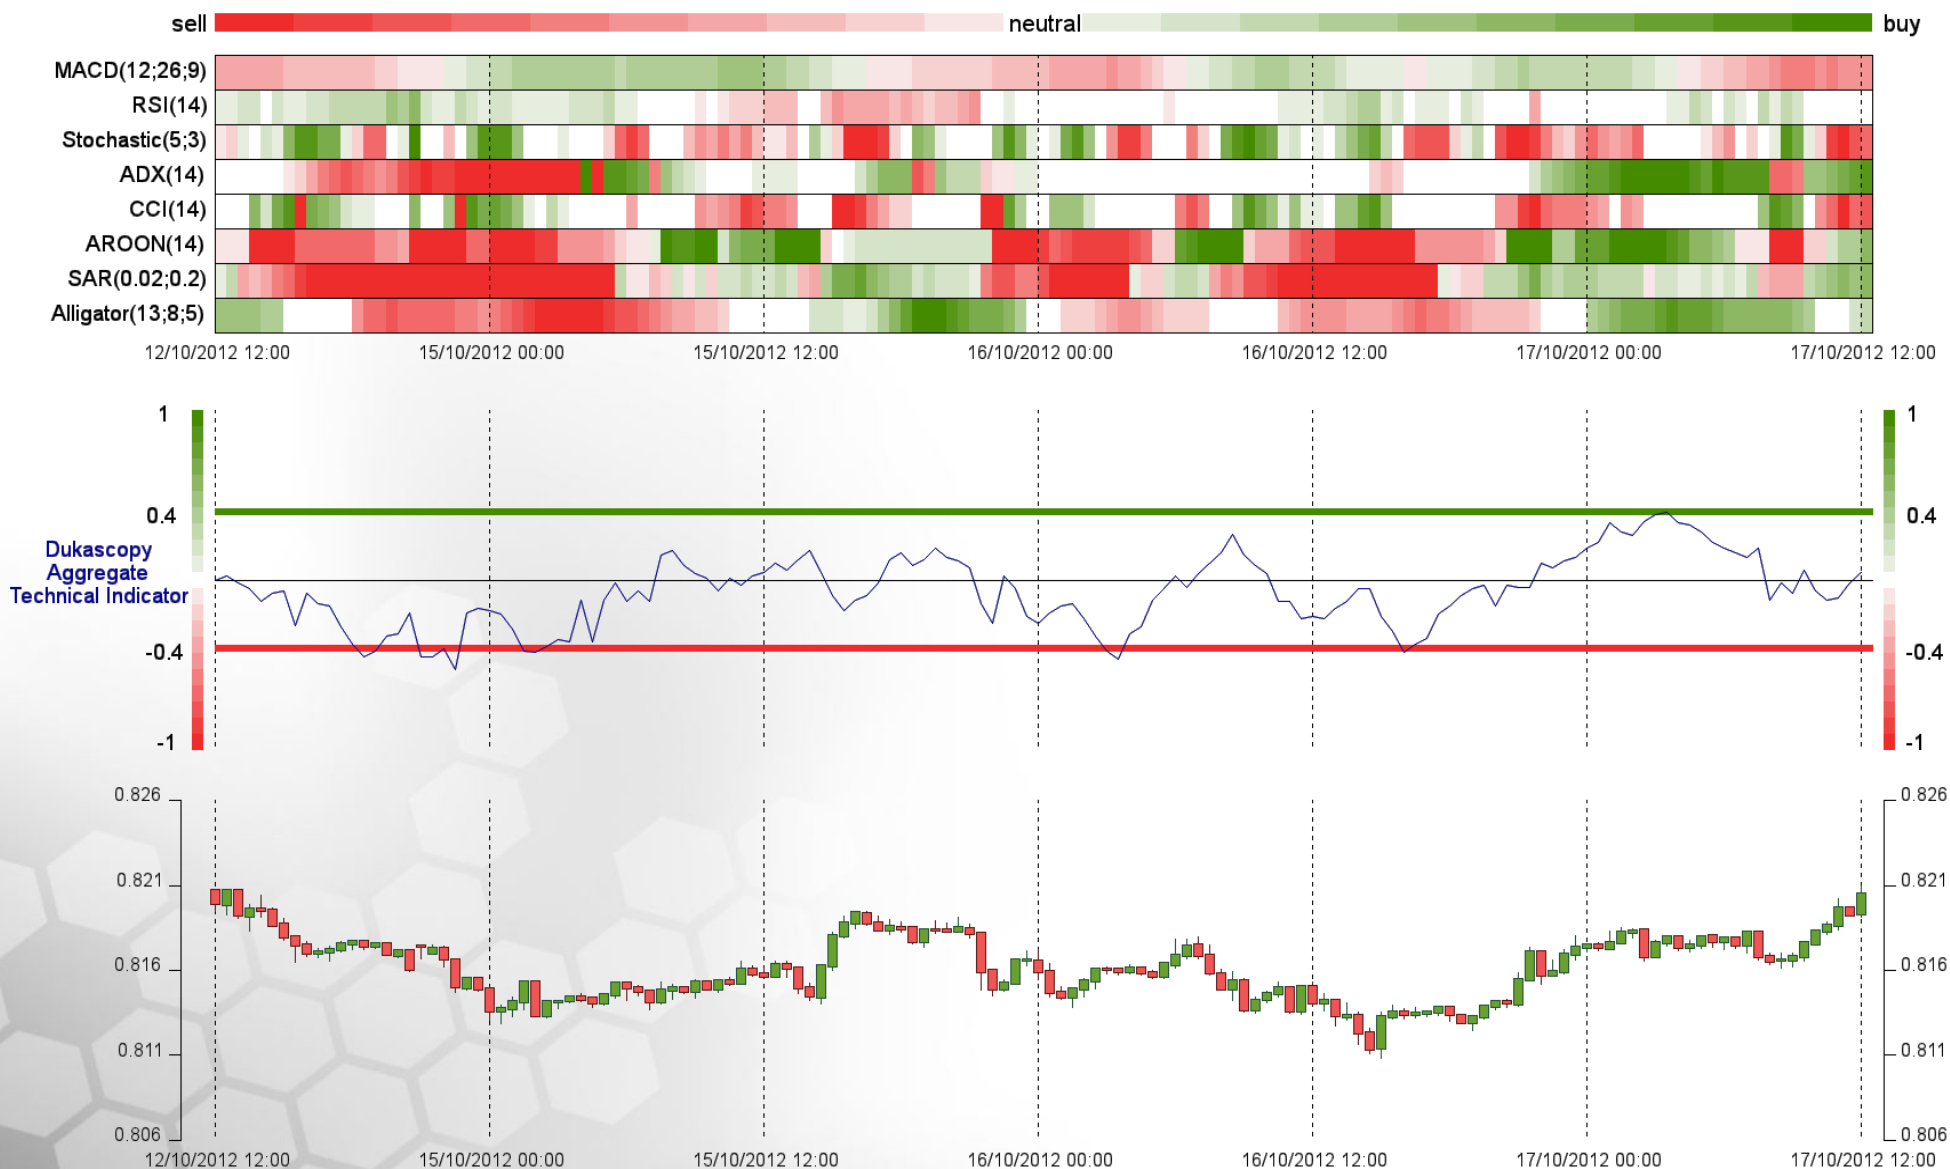 sell neutral buy
MACD(12;26;9)
RSI(14)
Stochastic(5;3)
ADX(14)
CCI(14)
AROON(14)
SAR(0.02;0.2)
Alligator(13;8;5)
12/10/2012 12:00 15/10/2012 00:00 15/10/2012 12:00 16/10/2012 00:00 16/10/2012 12:00 17/10/2012 00:00 17/10/2012 12:00
1 1
0.4 0.4
Dukascopy
Aggregate
Technical Indicator
-0.4 -0.4
-1 -1
0.826 0.826
0.821 0.821
0.816 0.816
0.811 0.811
0.806 0.806
12/10/2012 12:00 15/10/2012 00:00 15/10/2012 12:00 16/10/2012 00:00 16/10/2012 12:00 17/10/2012 00:00 17/10/2012 12:00